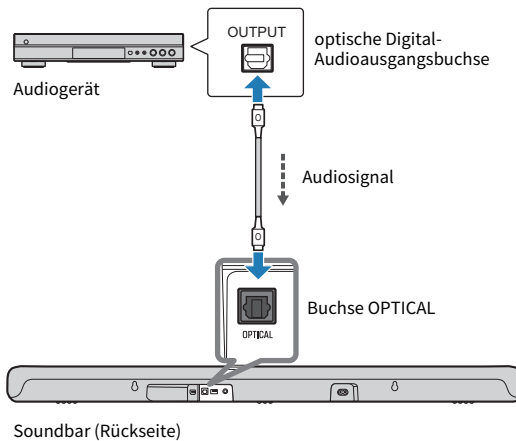 OUTPUT
optische Digital-
Audioausgangsbuchse
Audiogerät
Audiosignal
Buchse OPTICAL
OPTICAL
Soundbar (Rückseite)